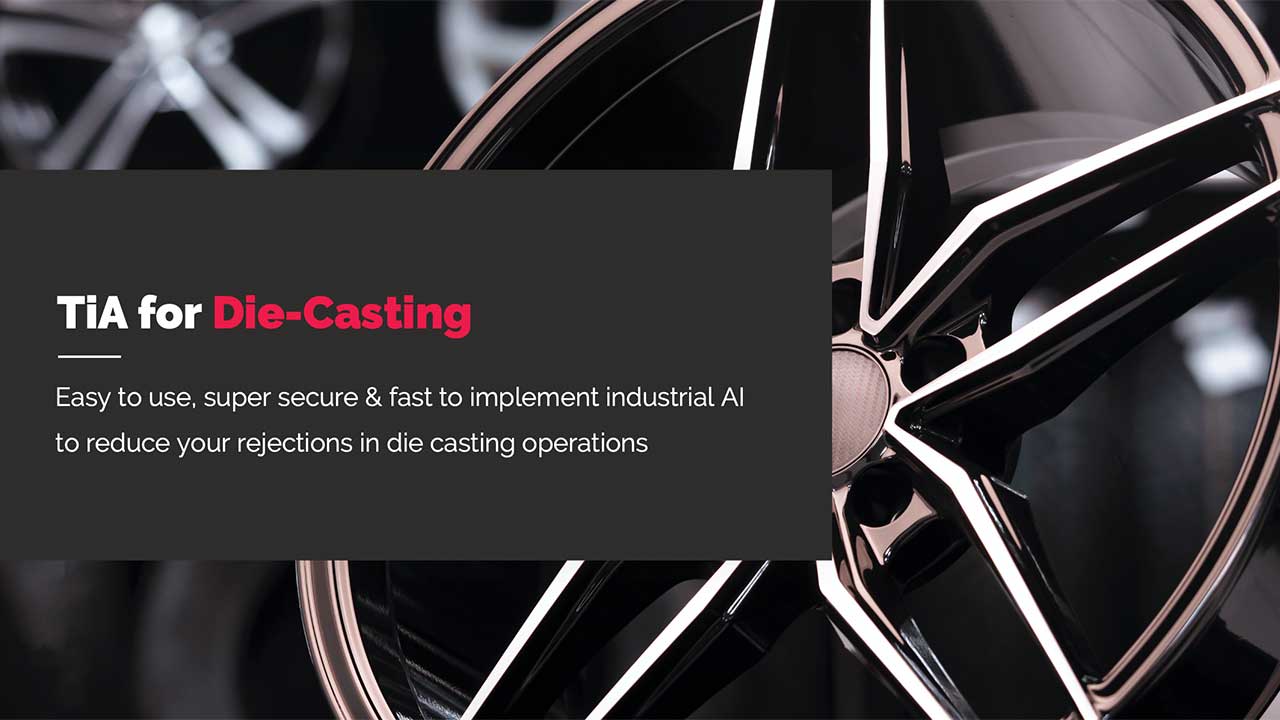 TiA for Die-Casting
Easy to use, super secure & fast to implement industrial AI
to reduce your rejections in die casting operations